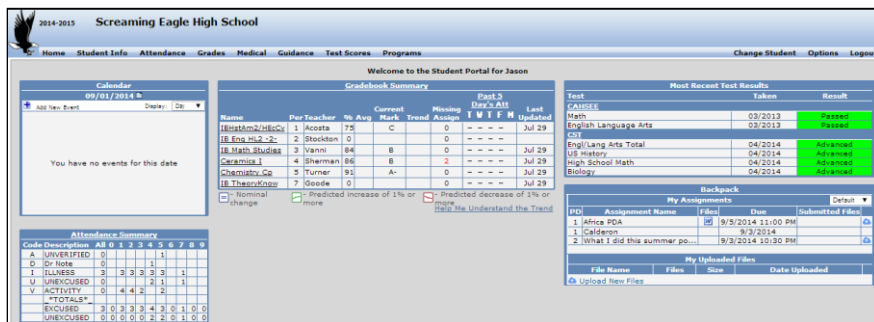 2014-2015 Screaming Eagle High School
Home Student Info Attendance Grades Medical Guidance Test Scores Programs Change Student Options Logou
Welcome to the Student Portal for Jason
Calendar
09/01/2014
Add New Event Display: Day
You have no events for this date
Gradebook Summary
Name Per Teacher % Avg Current Mark Trend Missing Assign Past 5 Day's Att T W T F M Last Updated
IBHstAm2/HEcCv 1 Acosta 75 C 0 - - - - - Jul 29
IB Eng HL2 -2- 2 Stockton 0 0 - - - - -
IB Math Studies 3 Vanni 84 B 0 - - - - - Jul 29
Ceramics I 4 Sherman 86 B 2 - - - - - Jul 29
Chemistry Cp 5 Turner 91 A- 0 - - - - - Jul 29
IB TheoryKnow 7 Goode 0 0 - - - - - Jul 29
- Nominal change - Predicted increase of 1% or more - Predicted decrease of 1% or more
Help Me Understand the Trend
Most Recent Test Results
Test Taken Result
CAHSEE
Math 03/2013 Passed
English Language Arts 03/2013 Passed
CST
Engl/Lang Arts Total 04/2014 Advanced
US History 04/2014 Advanced
High School Math 04/2014 Advanced
Biology 04/2014 Advanced
Backpack
My Assignments Default
PD Assignment Name Files Due Submitted Files
1 Africa PDA 9/5/2014 11:00 PM
1 Calderon 9/3/2014
2 What I did this summer po... 9/3/2014 10:30 PM
My Uploaded Files
File Name Files Size Date Uploaded
Upload New Files
Attendance Summary
Code Description All 0 1 2 3 4 5 6 7 8 9
A UNVERIFIED 0 1
D Dr Note 0 1
I ILLNESS 3 3 3 3 3 3 1
U UNEXCUSED 0 2 1 1
V ACTIVITY 0 4 4 2 2
_*TOTALS*_
EXCUSED 3 0 3 3 3 4 3 0 1 0 0
UNEXCUSED 0 0 0 0 0 2 2 0 1 0 0